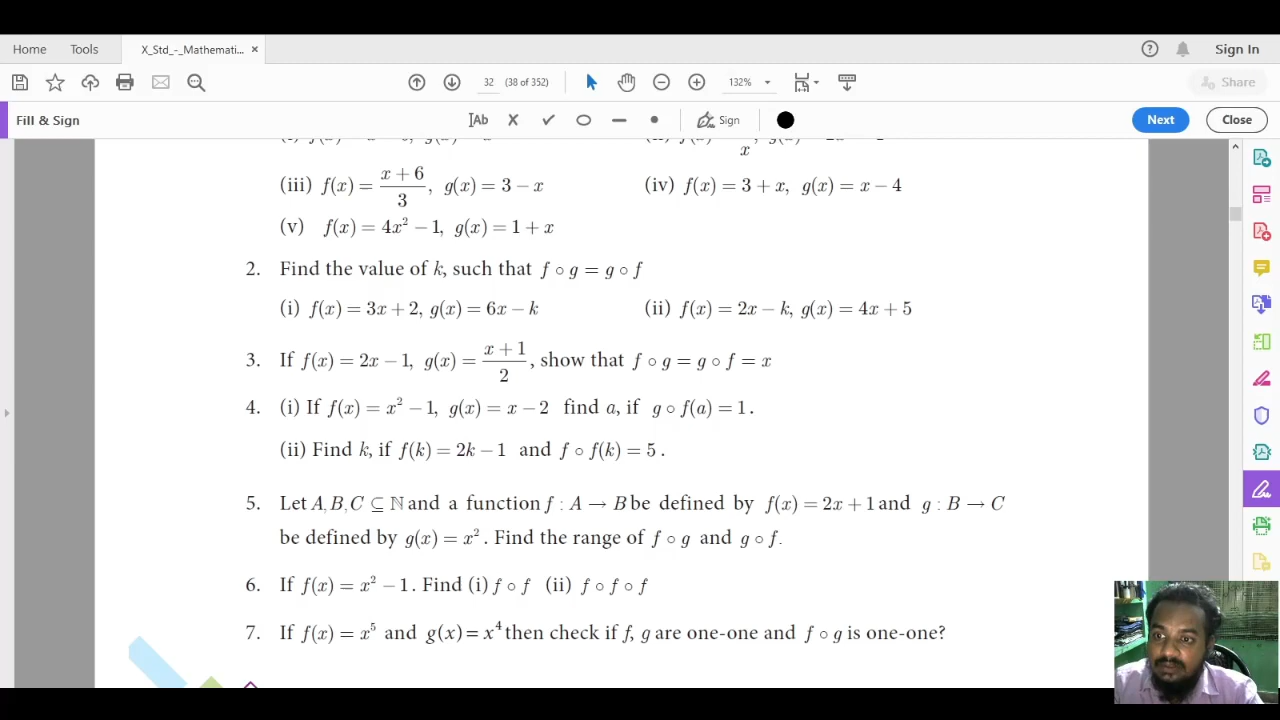 Home Tools X_Std_-_Mathemati... × Sign In
32 (38 of 352) 132% Share
Fill & Sign Ab Sign Next Close
x
(iii) f(x) = (x + 6)/3, g(x) = 3 − x (iv) f(x) = 3 + x, g(x) = x − 4
(v) f(x) = 4x² − 1, g(x) = 1 + x
2. Find the value of k, such that f ∘ g = g ∘ f
(i) f(x) = 3x + 2, g(x) = 6x − k (ii) f(x) = 2x − k, g(x) = 4x + 5
3. If f(x) = 2x − 1, g(x) = (x + 1)/2, show that f ∘ g = g ∘ f = x
4. (i) If f(x) = x² − 1, g(x) = x − 2 find a, if g ∘ f(a) = 1.
(ii) Find k, if f(k) = 2k − 1 and f ∘ f(k) = 5.
5. Let A, B, C ⊆ ℕ and a function f : A → B be defined by f(x) = 2x + 1 and g : B → C
be defined by g(x) = x². Find the range of f ∘ g and g ∘ f.
6. If f(x) = x² − 1. Find (i) f ∘ f (ii) f ∘ f ∘ f
7. If f(x) = x⁵ and g(x) = x⁴ then check if f, g are one-one and f ∘ g is one-one?